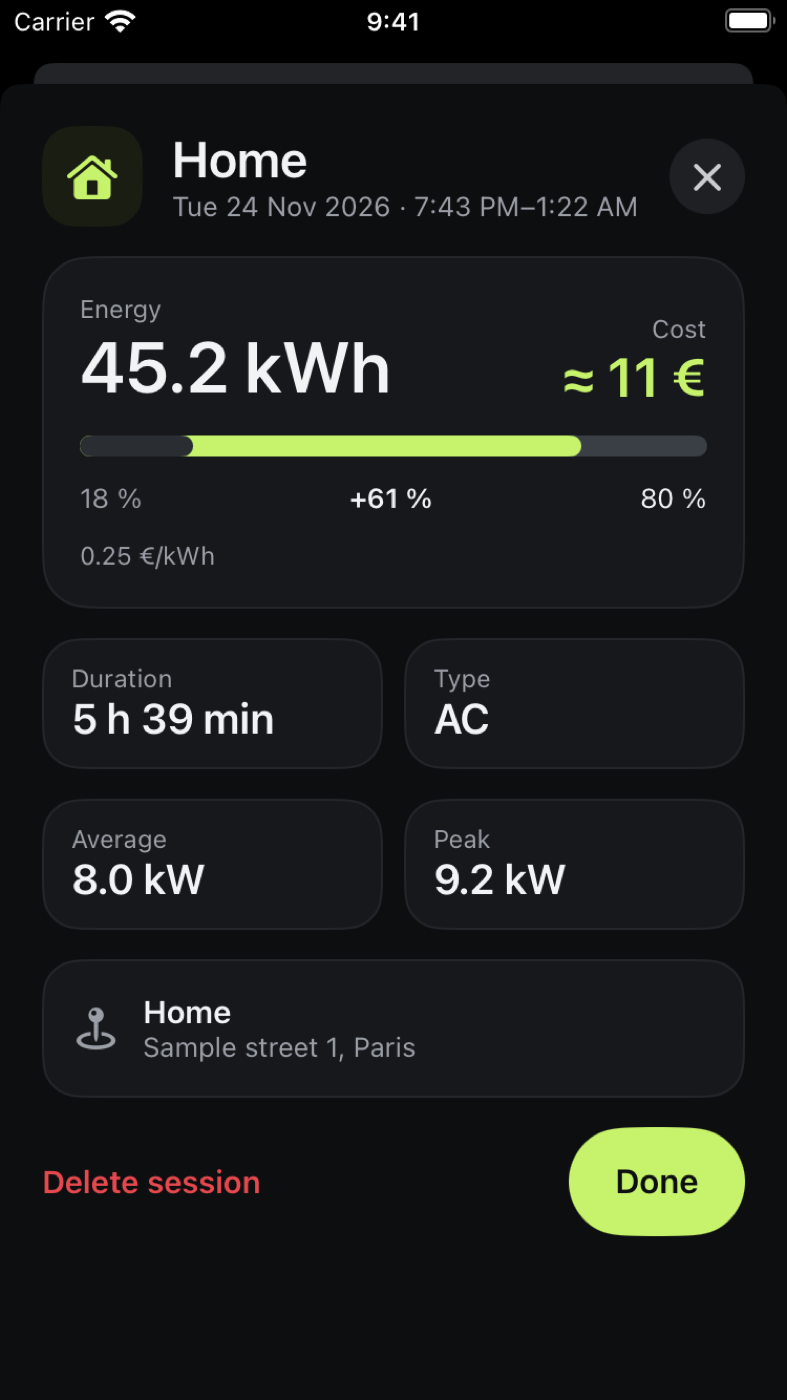 Carrier 9:41
Home
Tue 24 Nov 2026 · 7:43 PM–1:22 AM
Energy
45.2 kWh
Cost
≈ 11 €
18 % +61 % 80 %
0.25 €/kWh
Duration
5 h 39 min
Type
AC
Average
8.0 kW
Peak
9.2 kW
Home
Sample street 1, Paris
Delete session
Done